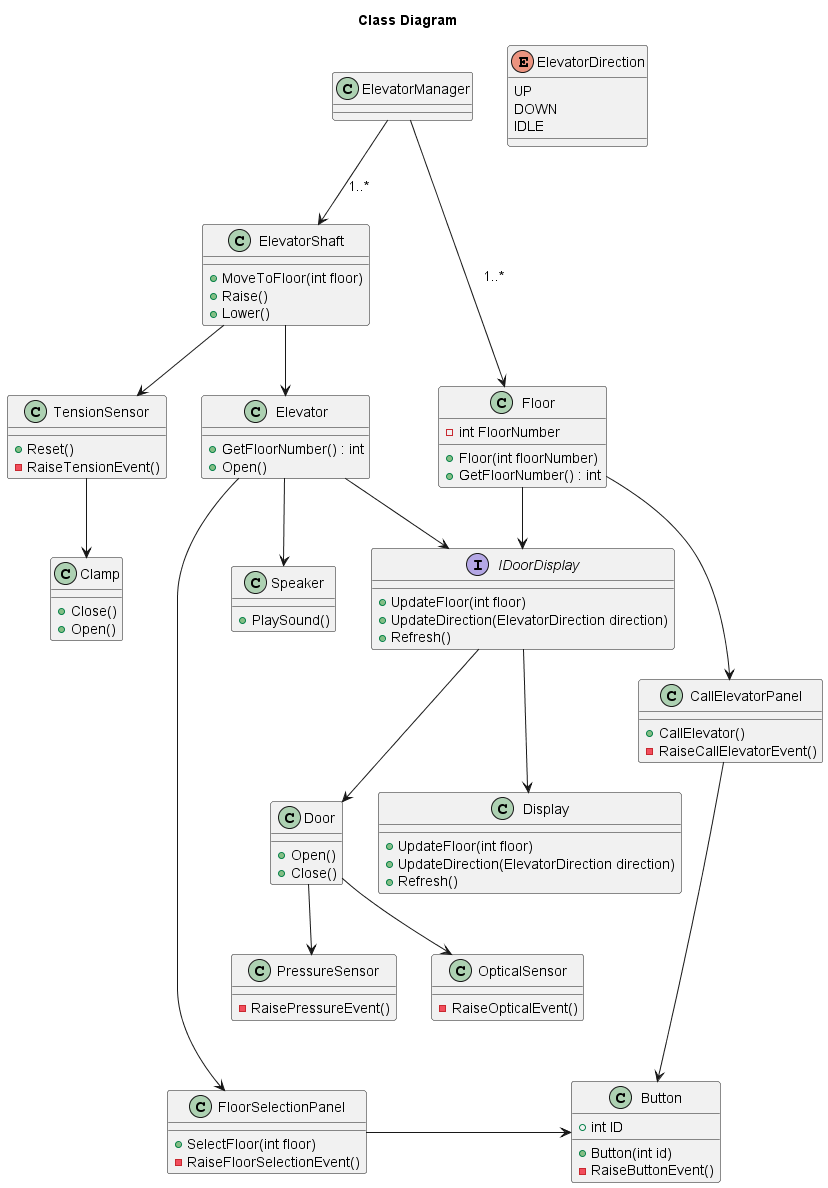 Class Diagram
C ElevatorManager
E ElevatorDirection
UP
DOWN
IDLE
1..*
C ElevatorShaft
MoveToFloor(int floor)
Raise()
Lower()
1..*
C TensionSensor
Reset()
RaiseTensionEvent()
C Elevator
GetFloorNumber() : int
Open()
C Floor
int FloorNumber
Floor(int floorNumber)
GetFloorNumber() : int
C Clamp
Close()
Open()
C Speaker
PlaySound()
I IDoorDisplay
UpdateFloor(int floor)
UpdateDirection(ElevatorDirection direction)
Refresh()
C CallElevatorPanel
CallElevator()
RaiseCallElevatorEvent()
C Door
Open()
Close()
C Display
UpdateFloor(int floor)
UpdateDirection(ElevatorDirection direction)
Refresh()
C PressureSensor
RaisePressureEvent()
C OpticalSensor
RaiseOpticalEvent()
C FloorSelectionPanel
SelectFloor(int floor)
RaiseFloorSelectionEvent()
C Button
int ID
Button(int id)
RaiseButtonEvent()